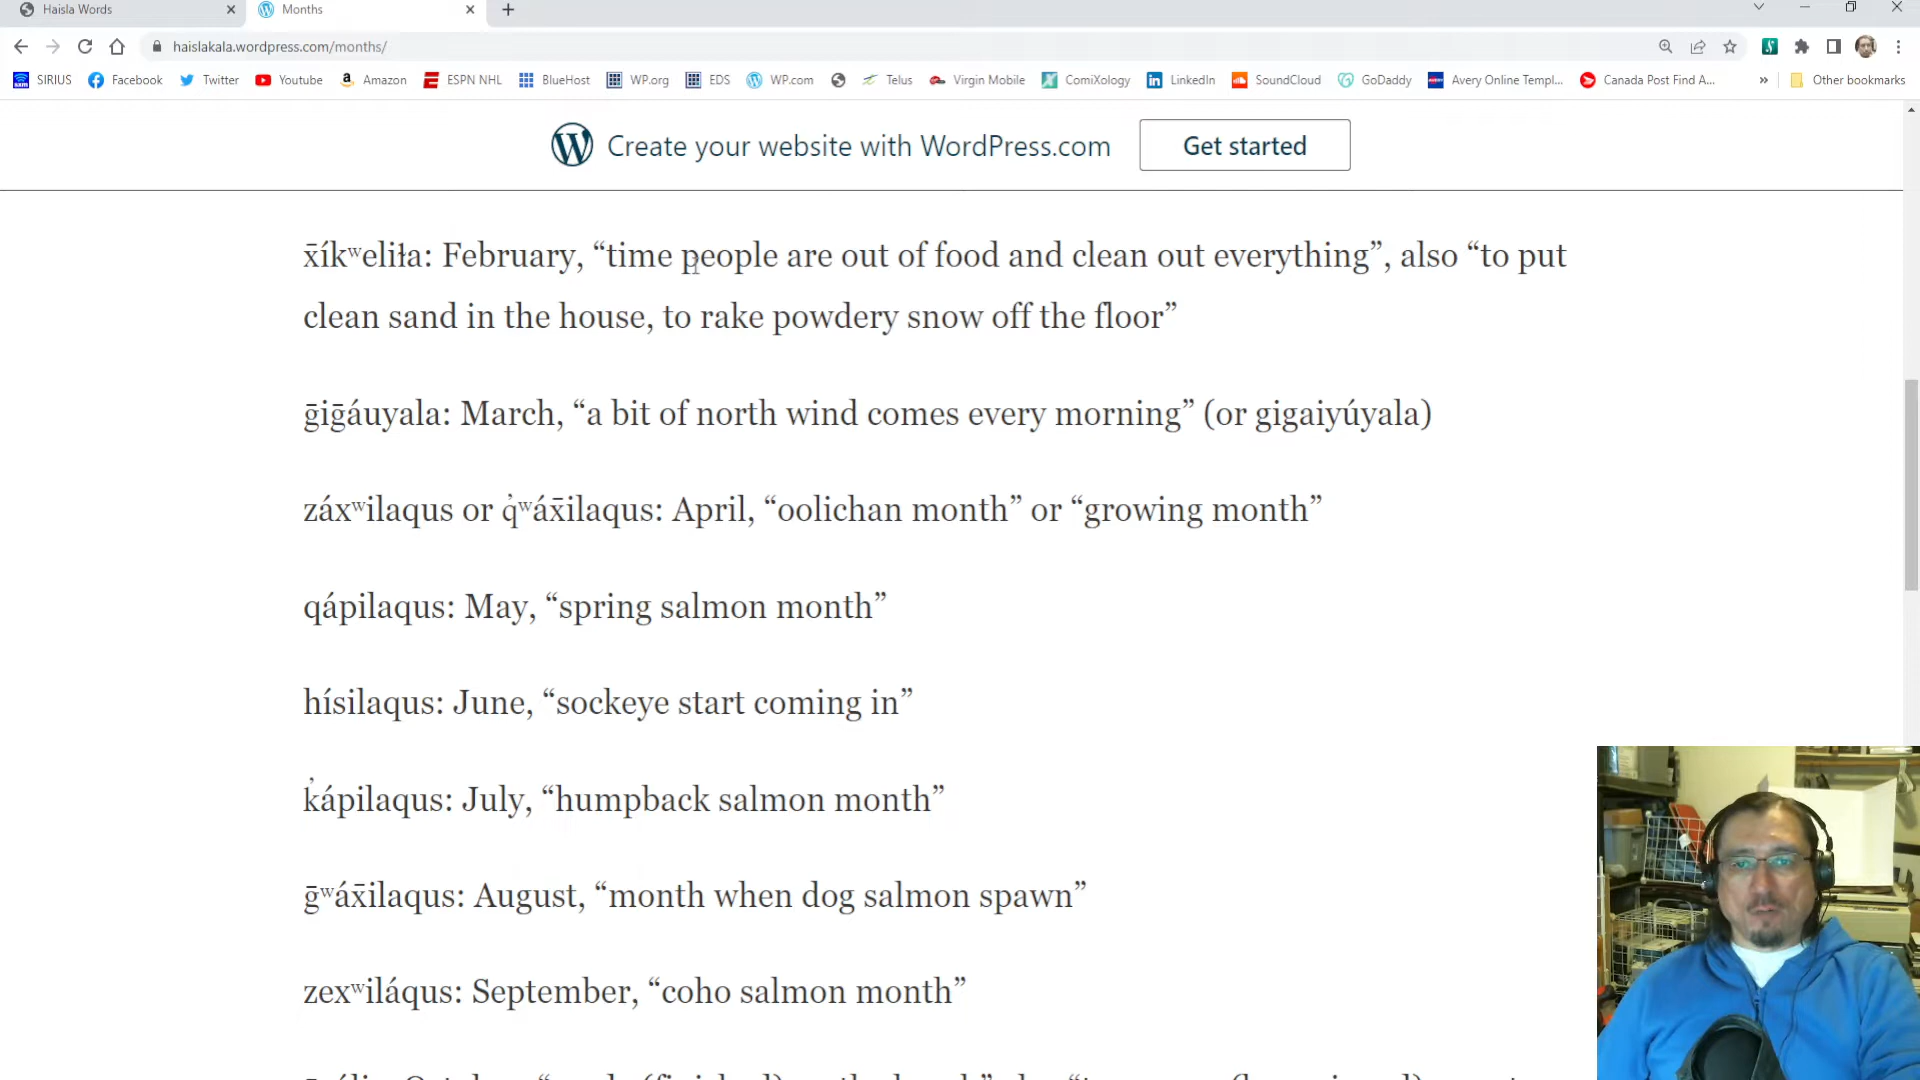 Haisla Words
Months
haislakala.wordpress.com/months/
SIRIUS Facebook Twitter Youtube Amazon ESPN NHL BlueHost WP.org EDS WP.com Telus Virgin Mobile ComiXology LinkedIn SoundCloud GoDaddy Avery Online Templ... Canada Post Find A... » Other bookmarks
Create your website with WordPress.com Get started
x̄íkʷeliła: February, “time people are out of food and clean out everything”, also “to put
clean sand in the house, to rake powdery snow off the floor”
ḡiḡáuyala: March, “a bit of north wind comes every morning” (or gigaiyúyala)
záxʷilaqus or q̓ʷáx̄ilaqus: April, “oolichan month” or “growing month”
qápilaqus: May, “spring salmon month”
hísilaqus: June, “sockeye start coming in”
k̓ápilaqus: July, “humpback salmon month”
ḡʷáx̄ilaqus: August, “month when dog salmon spawn”
zexʷiláqus: September, “coho salmon month”